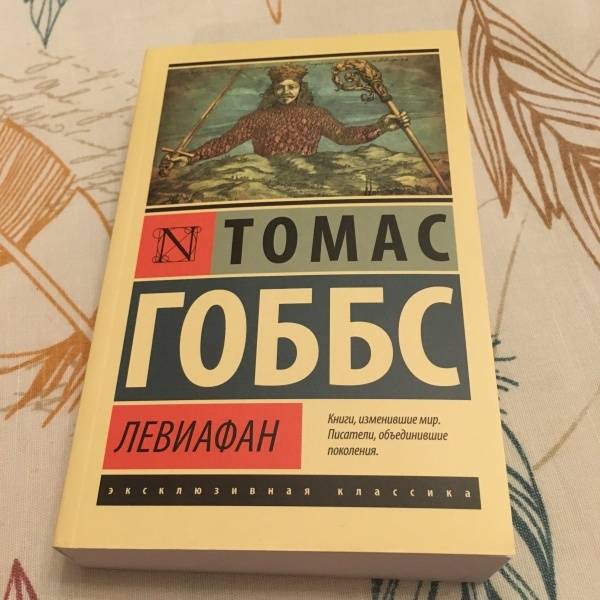 N
ТОМАС
ГОББС
ЛЕВИАФАН
Книги, изменившие мир.
Писатели, объединившие
поколения.
эксклюзивная классика